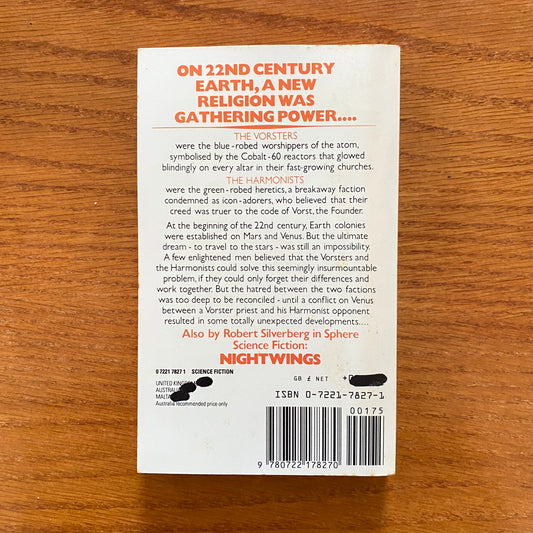 ON 22ND CENTURY
EARTH, A NEW
RELIGION WAS
GATHERING POWER....
THE VORSTERS
were the blue-robed worshippers of the atom,
symbolised by the Cobalt-60 reactors that glowed
blindingly on every altar in their fast-growing churches.
THE HARMONISTS
were the green-robed heretics, a breakaway faction
condemned as icon-adorers, who believed that their
creed was truer to the code of Vorst, the Founder.
At the beginning of the 22nd century, Earth colonies
were established on Mars and Venus. But the ultimate
dream - to travel to the stars - was still an impossibility.
A few enlightened men believed that the Vorsters and
the Harmonists could solve this seemingly insurmountable
problem, if they could only forget their differences and
work together. But the hatred between the two factions
was too deep to be reconciled - until a conflict on Venus
between a Vorster priest and his Harmonist opponent
resulted in some totally unexpected developments....
Also by Robert Silverberg in Sphere
Science Fiction:
NIGHTWINGS
0 7221 7827 1 SCIENCE FICTION
UNITED
AUSTRALIA
MALTA
Australia recommended price only
GB £ NET
ISBN 0-7221-7827-1
00175
9 780722 178270